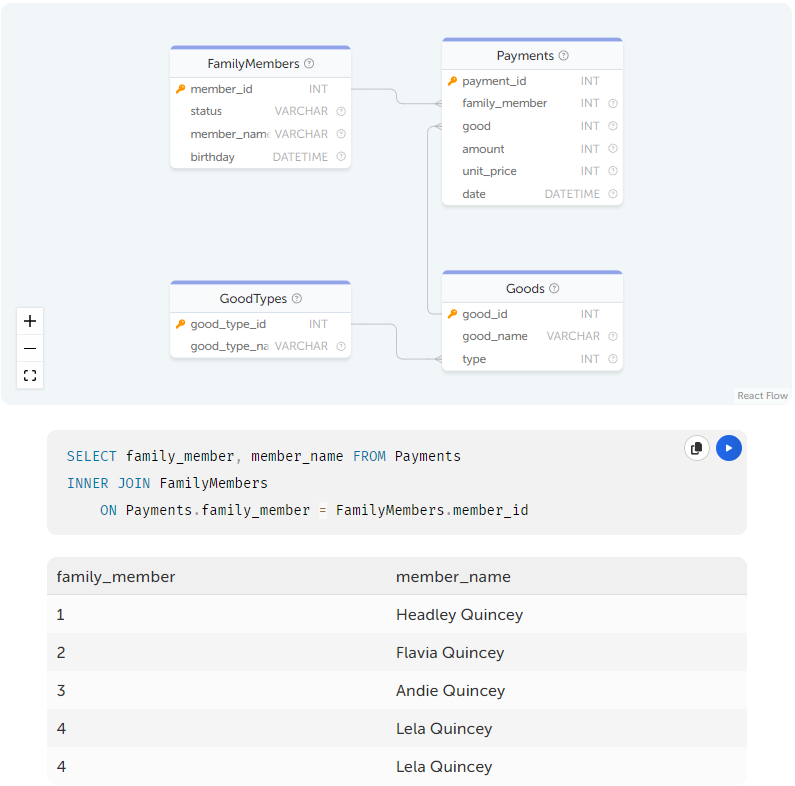 FamilyMembers
member_id INT
status VARCHAR
member_name VARCHAR
birthday DATETIME
Payments
payment_id INT
family_member INT
good INT
amount INT
unit_price INT
date DATETIME
GoodTypes
good_type_id INT
good_type_na VARCHAR
Goods
good_id INT
good_name VARCHAR
type INT
React Flow
SELECT family_member, member_name FROM Payments
INNER JOIN FamilyMembers
ON Payments.family_member = FamilyMembers.member_id
family_member member_name
1 Headley Quincey
2 Flavia Quincey
3 Andie Quincey
4 Lela Quincey
4 Lela Quincey